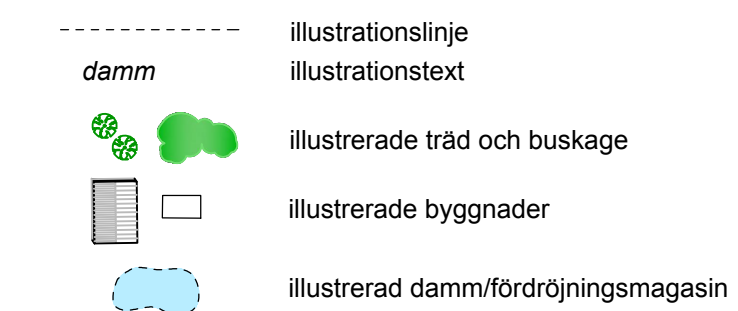 illustrationslinje
damm illustrationstext
illustrerade träd och buskage
illustrerade byggnader
illustrerad damm/fördröjningsmagasin